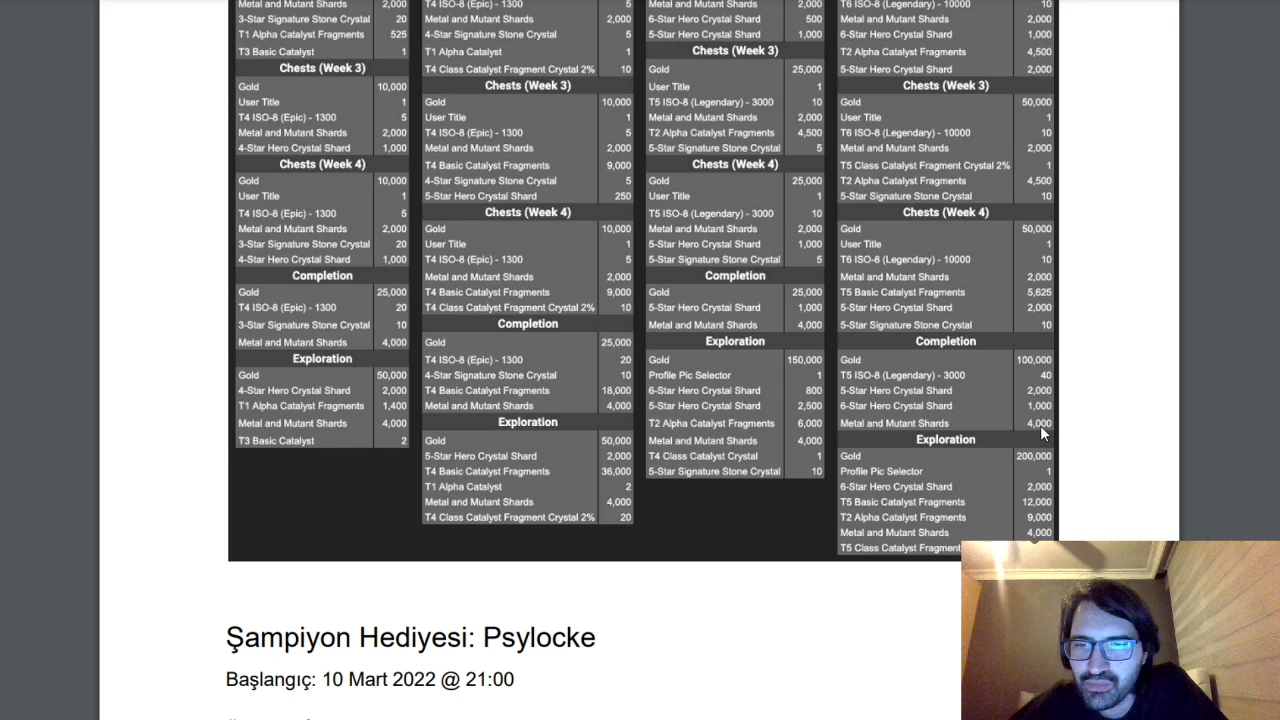 Metal and Mutant Shards 2,000
3-Star Signature Stone Crystal 20
T1 Alpha Catalyst Fragments 525
T3 Basic Catalyst 1
Chests (Week 3)
Gold 10,000
User Title 1
T4 ISO-8 (Epic) - 1300 5
Metal and Mutant Shards 2,000
4-Star Hero Crystal Shard 1,000
Chests (Week 4)
Gold 10,000
User Title 1
T4 ISO-8 (Epic) - 1300 5
Metal and Mutant Shards 2,000
3-Star Signature Stone Crystal 20
4-Star Hero Crystal Shard 1,000
Completion
Gold 25,000
T4 ISO-8 (Epic) - 1300 20
3-Star Signature Stone Crystal 10
Metal and Mutant Shards 4,000
Exploration
Gold 50,000
4-Star Hero Crystal Shard 2,000
T1 Alpha Catalyst Fragments 1,400
Metal and Mutant Shards 4,000
T3 Basic Catalyst 2
T4 ISO-8 (Epic) - 1300 5
Metal and Mutant Shards 2,000
4-Star Signature Stone Crystal 5
T1 Alpha Catalyst 1
T4 Class Catalyst Fragment Crystal 2% 10
Chests (Week 3)
Gold 10,000
User Title 1
T4 ISO-8 (Epic) - 1300 5
Metal and Mutant Shards 2,000
T4 Basic Catalyst Fragments 9,000
4-Star Signature Stone Crystal 5
5-Star Hero Crystal Shard 250
Chests (Week 4)
Gold 10,000
User Title 1
T4 ISO-8 (Epic) - 1300 5
Metal and Mutant Shards 2,000
T4 Basic Catalyst Fragments 9,000
T4 Class Catalyst Fragment Crystal 2% 10
Completion
Gold 25,000
T4 ISO-8 (Epic) - 1300 20
4-Star Signature Stone Crystal 10
T4 Basic Catalyst Fragments 18,000
Metal and Mutant Shards 4,000
Exploration
Gold 50,000
5-Star Hero Crystal Shard 2,000
T4 Basic Catalyst Fragments 36,000
T1 Alpha Catalyst 2
Metal and Mutant Shards 4,000
T4 Class Catalyst Fragment Crystal 2% 20
Metal and Mutant Shards 2,000
6-Star Hero Crystal Shard 500
5-Star Hero Crystal Shard 1,000
Chests (Week 3)
Gold 25,000
User Title 1
T5 ISO-8 (Legendary) - 3000 10
Metal and Mutant Shards 2,000
T2 Alpha Catalyst Fragments 4,500
5-Star Signature Stone Crystal 5
Chests (Week 4)
Gold 25,000
User Title 1
T5 ISO-8 (Legendary) - 3000 10
Metal and Mutant Shards 2,000
5-Star Hero Crystal Shard 1,000
5-Star Signature Stone Crystal 5
Completion
Gold 25,000
5-Star Hero Crystal Shard 1,000
Metal and Mutant Shards 4,000
Exploration
Gold 150,000
Profile Pic Selector 1
6-Star Hero Crystal Shard 800
5-Star Hero Crystal Shard 2,500
T2 Alpha Catalyst Fragments 6,000
Metal and Mutant Shards 4,000
T4 Class Catalyst Crystal 1
5-Star Signature Stone Crystal 10
T6 ISO-8 (Legendary) - 10000 10
Metal and Mutant Shards 2,000
6-Star Hero Crystal Shard 1,000
T2 Alpha Catalyst Fragments 4,500
5-Star Hero Crystal Shard 2,000
Chests (Week 3)
Gold 50,000
User Title 1
T6 ISO-8 (Legendary) - 10000 10
Metal and Mutant Shards 2,000
T5 Class Catalyst Fragment Crystal 2% 1
T2 Alpha Catalyst Fragments 4,500
5-Star Signature Stone 10
Chests (Week 4)
Gold 50,000
User Title 1
T6 ISO-8 (Legendary) - 10000 10
Metal and Mutant Shards 2,000
T5 Basic Catalyst Fragments 5,625
5-Star Hero Crystal Shard 2,000
5-Star Signature Stone Crystal 10
Completion
Gold 100,000
T5 ISO-8 (Legendary) - 3000 40
5-Star Hero Crystal Shard 2,000
6-Star Hero Crystal Shard 1,000
Metal and Mutant Shards 4,000
Exploration
Gold 200,000
Profile Pic Selector 1
6-Star Hero Crystal Shard 2,000
T5 Basic Catalyst Fragments 12,000
T2 Alpha Catalyst Fragments 9,000
Metal and Mutant Shards 4,000
T5 Class Catalyst Fragment
Şampiyon Hediyesi: Psylocke
Başlangıç: 10 Mart 2022 @ 21:00